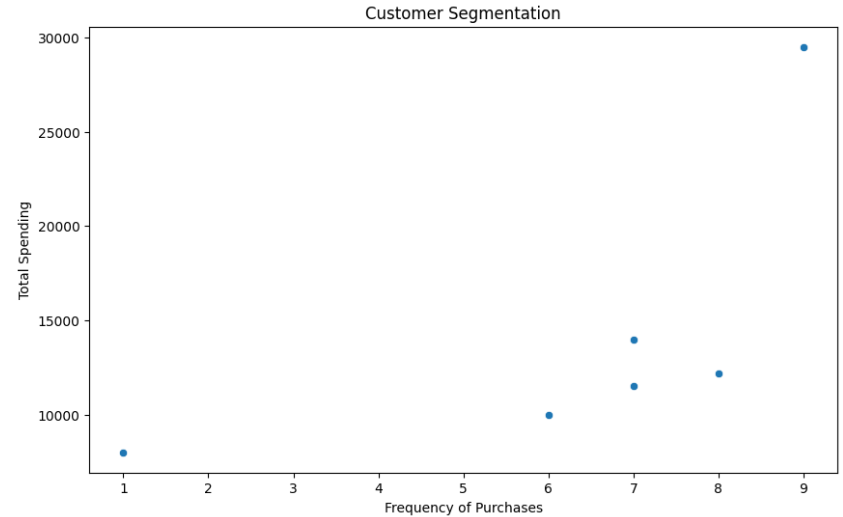 Customer Segmentation
30000
25000
20000
15000
10000
Total Spending
1 2 3 4 5 6 7 8 9
Frequency of Purchases